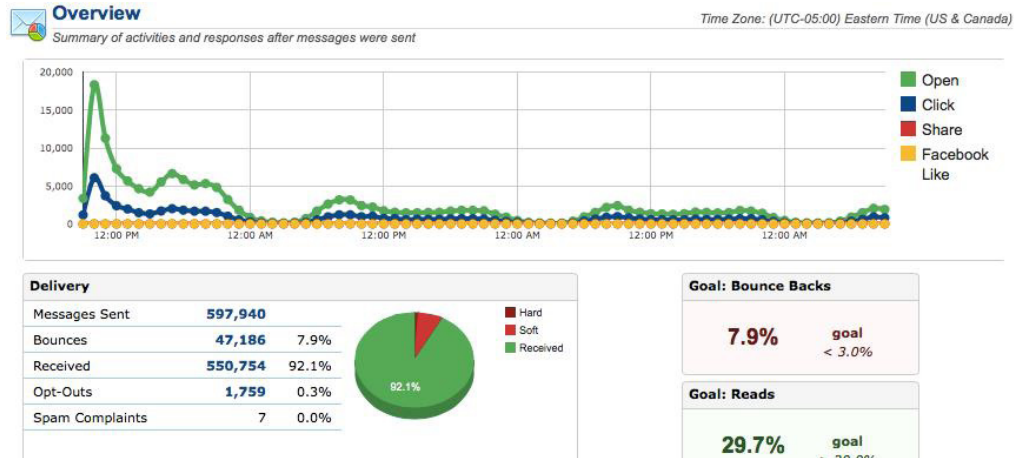 Overview
Time Zone: (UTC-05:00) Eastern Time (US & Canada)
Summary of activities and responses after messages were sent
20,000
15,000
10,000
5,000
0
12:00 PM 12:00 AM 12:00 PM 12:00 AM 12:00 PM 12:00 AM
Open
Click
Share
Facebook
Like
Delivery
Messages Sent 597,940
Bounces 47,186 7.9%
Received 550,754 92.1%
Opt-Outs 1,759 0.3%
Spam Complaints 7 0.0%
92.1%
Hard
Soft
Received
Goal: Bounce Backs
7.9% goal
< 3.0%
Goal: Reads
29.7% goal